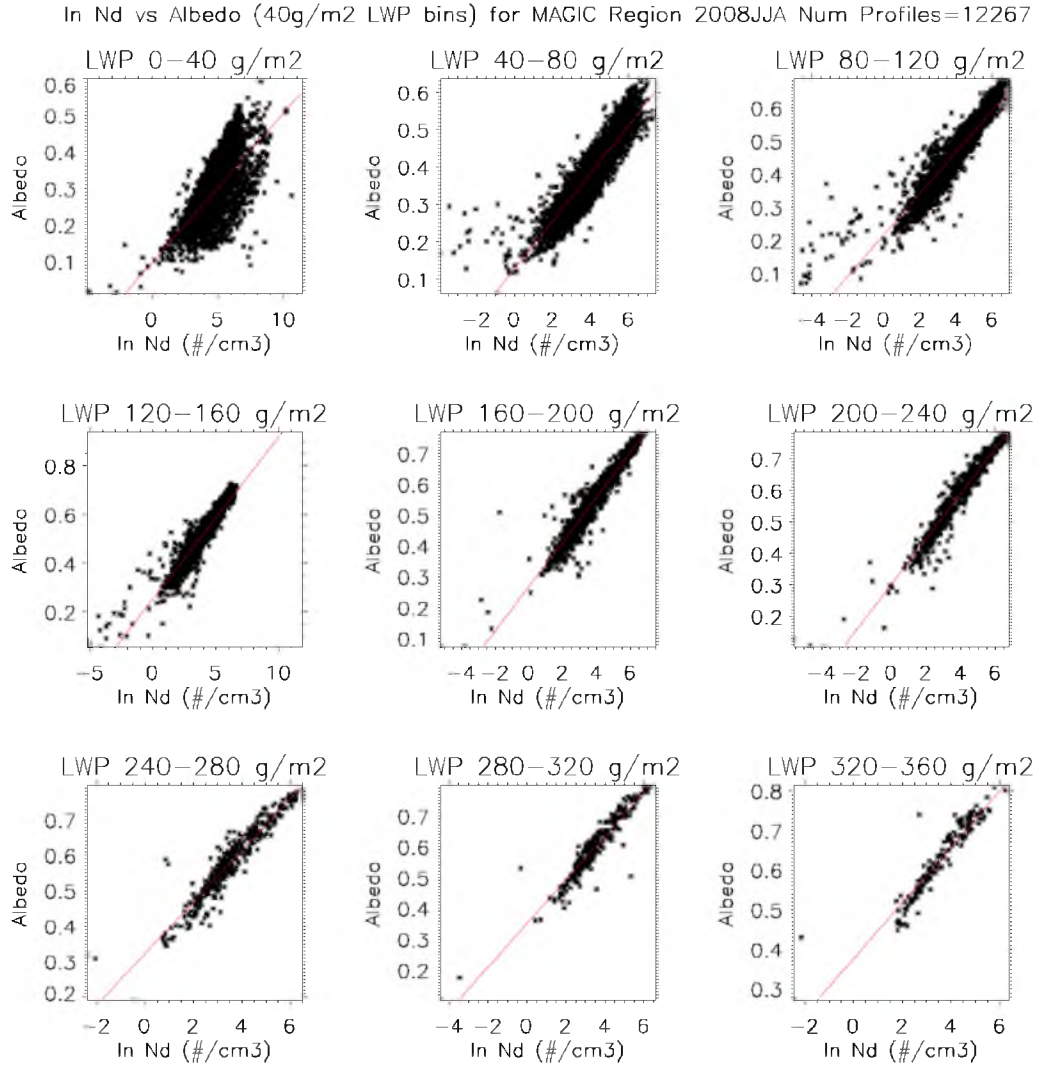 ln Nd vs Albedo (40g/m2 LWP bins) for MAGIC Region 2008JJA Num Profiles=12267
LWP 0-40 g/m2
LWP 40-80 g/m2
LWP 80-120 g/m2
0.6
0.5
0.4
0.3
0.2
0.1
Albedo
0 5 10
ln Nd (#/cm3)
0.6
0.5
0.4
0.3
0.2
0.1
Albedo
-2 0 2 4 6
ln Nd (#/cm3)
0.6
0.5
0.4
0.3
0.2
0.1
Albedo
-4 -2 0 2 4 6
ln Nd (#/cm3)
LWP 120-160 g/m2
LWP 160-200 g/m2
LWP 200-240 g/m2
0.8
0.6
0.4
0.2
Albedo
-5 0 5 10
ln Nd (#/cm3)
0.7
0.6
0.5
0.4
0.3
0.2
0.1
Albedo
-4 -2 0 2 4 6
ln Nd (#/cm3)
0.7
0.6
0.5
0.4
0.3
0.2
Albedo
-4 -2 0 2 4 6
ln Nd (#/cm3)
LWP 240-280 g/m2
LWP 280-320 g/m2
LWP 320-360 g/m2
0.7
0.6
0.5
0.4
0.3
0.2
Albedo
-2 0 2 4 6
ln Nd (#/cm3)
0.7
0.6
0.5
0.4
0.3
0.2
Albedo
-4 -2 0 2 4 6
ln Nd (#/cm3)
0.8
0.7
0.6
0.5
0.4
0.3
Albedo
-2 0 2 4 6
ln Nd (#/cm3)